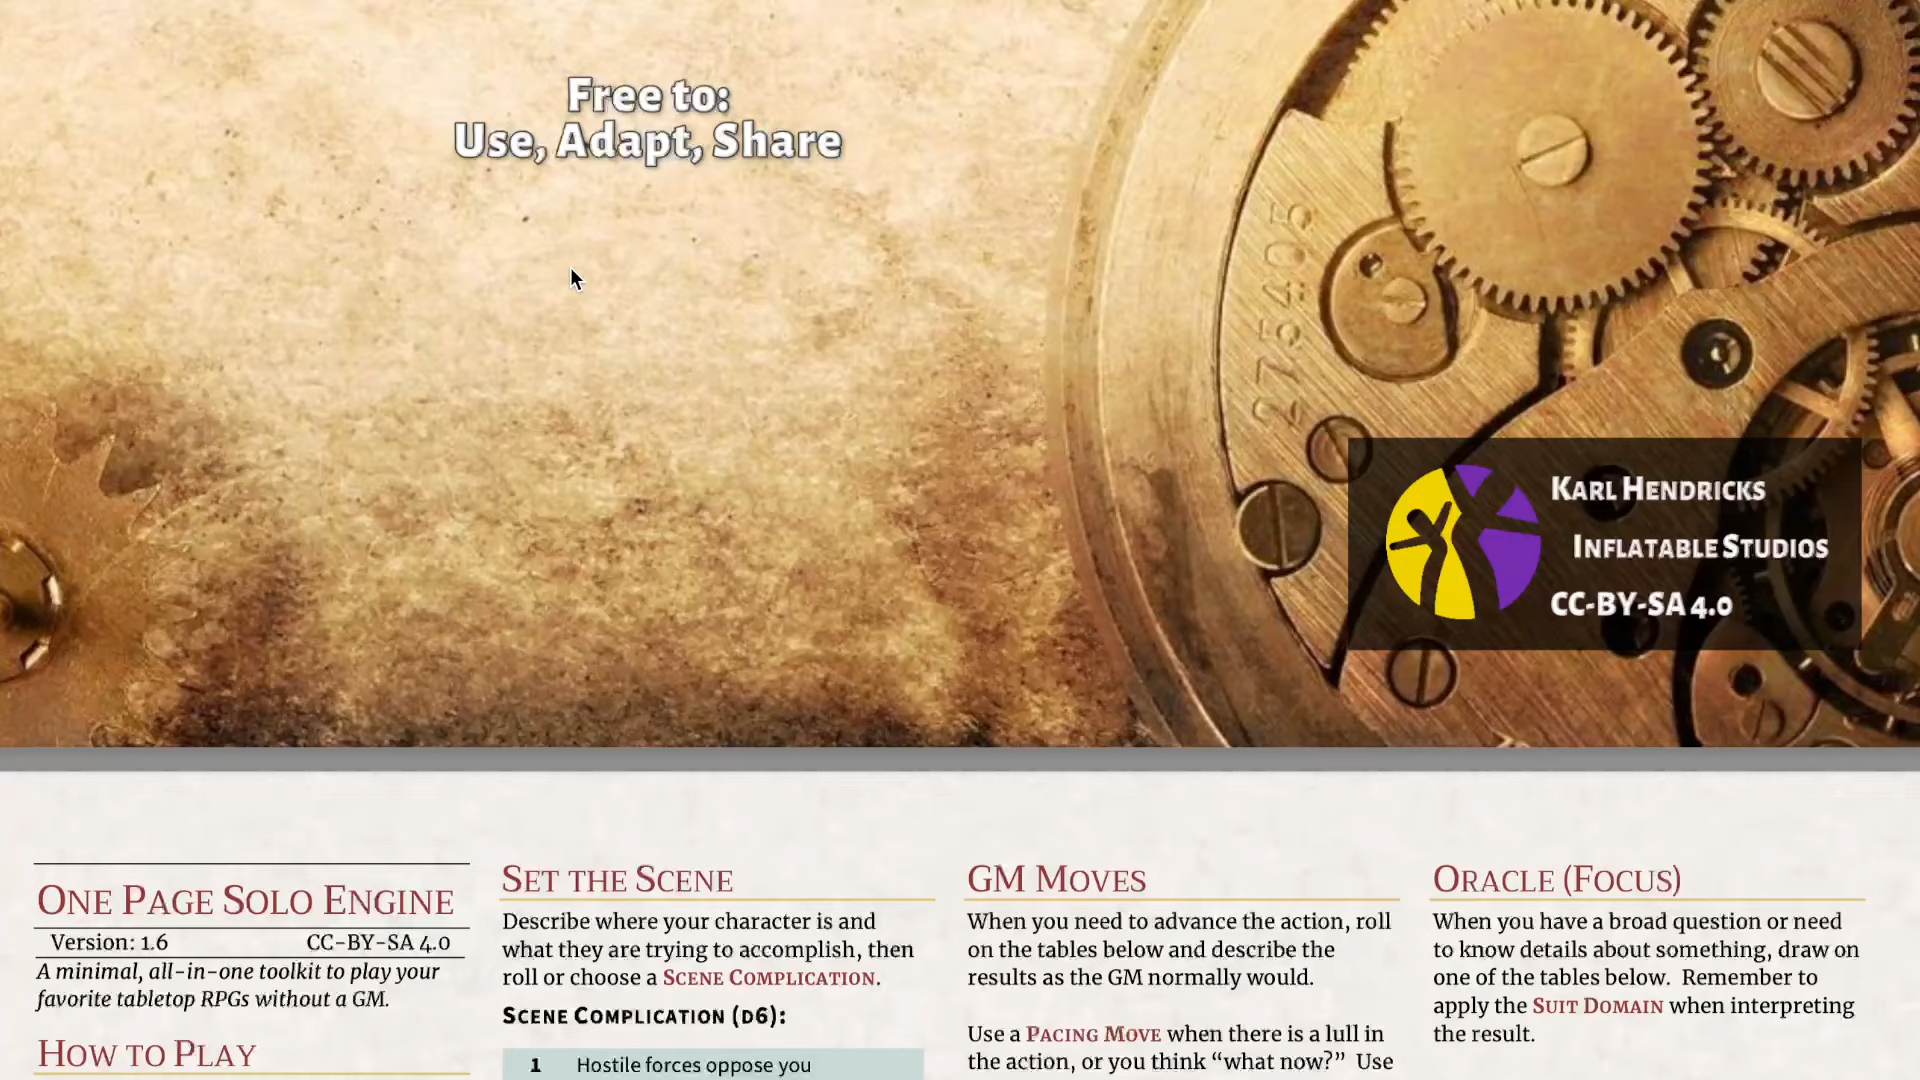 Free to:
Use, Adapt, Share
2754405
KARL HENDRICKS
INFLATABLE STUDIOS
CC-BY-SA 4.0
ONE PAGE SOLO ENGINE
Version: 1.6 CC-BY-SA 4.0
A minimal, all-in-one toolkit to play your
favorite tabletop RPGs without a GM.
HOW TO PLAY
SET THE SCENE
Describe where your character is and
what they are trying to accomplish, then
roll or choose a SCENE COMPLICATION.
SCENE COMPLICATION (D6):
1 Hostile forces oppose you
GM MOVES
When you need to advance the action, roll
on the tables below and describe the
results as the GM normally would.
Use a PACING MOVE when there is a lull in
the action, or you think “what now?” Use
ORACLE (FOCUS)
When you have a broad question or need
to know details about something, draw on
one of the tables below. Remember to
apply the SUIT DOMAIN when interpreting
the result.